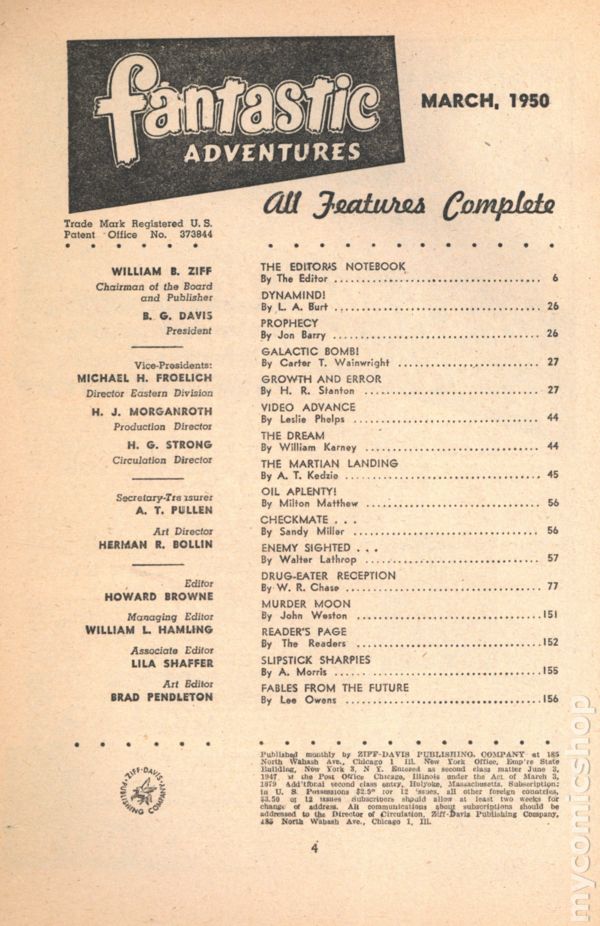 fantastic
ADVENTURES
MARCH, 1950
All Features Complete
Trade Mark Registered U. S.
Patent Office No. 373844
WILLIAM B. ZIFF
Chairman of the Board
and Publisher
B. G. DAVIS
President
Vice-Presidents:
MICHAEL H. FROELICH
Director Eastern Division
H. J. MORGANROTH
Production Director
H. G. STRONG
Circulation Director
Secretary-Treasurer
A. T. PULLEN
Art Director
HERMAN R. BOLLIN
Editor
HOWARD BROWNE
Managing Editor
WILLIAM L. HAMLING
Associate Editor
LILA SHAFFER
Art Editor
BRAD PENDLETON
THE EDITOR'S NOTEBOOK
By The Editor ........................................ 6
DYNAMIND!
By L. A. Burt ........................................ 26
PROPHECY
By Jon Barry ........................................ 26
GALACTIC BOMB!
By Carter T. Wainwright ........................................ 27
GROWTH AND ERROR
By H. R. Stanton ........................................ 27
VIDEO ADVANCE
By Leslie Phelps ........................................ 44
THE DREAM
By William Karney ........................................ 44
THE MARTIAN LANDING
By A. T. Kedzie ........................................ 45
OIL APLENTY!
By Milton Matthew ........................................ 56
CHECKMATE . . .
By Sandy Miller ........................................ 56
ENEMY SIGHTED . . .
By Walter Lathrop ........................................ 57
DRUG-EATER RECEPTION
By W. R. Chase ........................................ 77
MURDER MOON
By John Weston ........................................ 151
READER'S PAGE
By The Readers ........................................ 152
SLIPSTICK SHARPIES
By A. Morris ........................................ 155
FABLES FROM THE FUTURE
By Lee Owens ........................................ 156
ZIFF-DAVIS PUBLISHING COMPANY
Published monthly by ZIFF-DAVIS PUBLISHING COMPANY at 185
North Wabash Ave., Chicago 1 Ill. New York Office, Empire State
Building, New York 3, N Y. Entered as second class matter June 2,
1947 at the Post Office Chicago, Illinois under the Act of March 3,
1879 Additional second class entry, Holyoke, Massachusetts. Subscription:
in U. S. Possessions $2.50 for 12 issues, all other foreign countries,
$3.50 of 12 issues Subscribers should allow at least two weeks for
change of address. All communications about subscriptions should be
addressed to the Director of Circulation, Ziff-Davis Publishing Company,
185 North Wabash Ave., Chicago 1, Ill.
4
mycomicshop